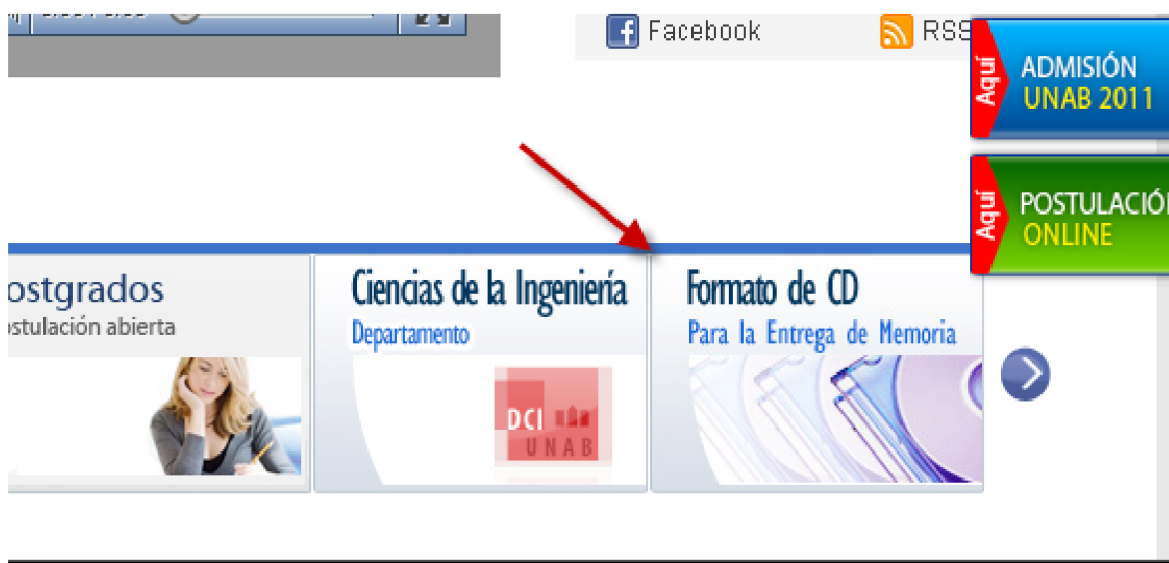 Facebook
RSS
Aquí
ADMISIÓN
UNAB 2011
Aquí
POSTULACIÓN
ONLINE
ostgrados
ostulación abierta
Ciencias de la Ingeniería
Departamento
DCI
UNAB
Formato de CD
Para la Entrega de Memoria